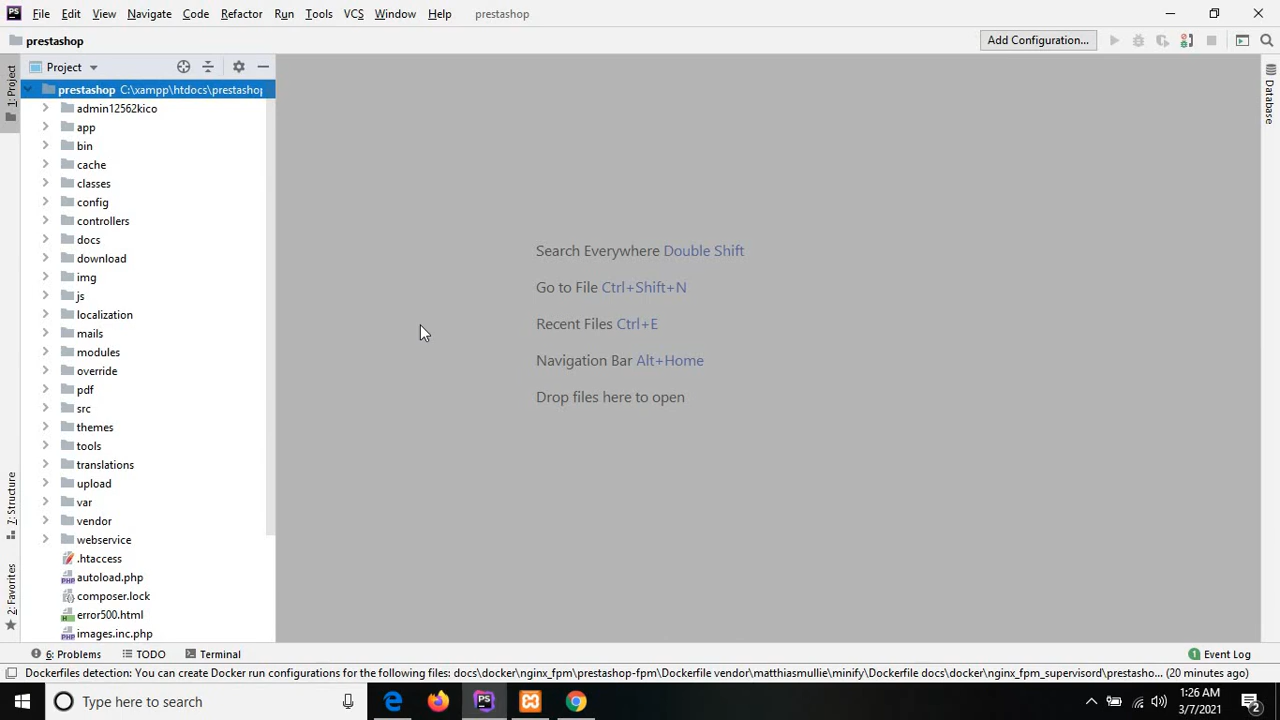 PS File Edit View Navigate Code Refactor Run Tools VCS Window Help prestashop
prestashop
Add Configuration...
1: Project
Project
Database
prestashop C:\xampp\htdocs\prestashop
admin12562kico
app
bin
cache
classes
config
controllers
docs
download
img
js
localization
mails
modules
override
pdf
src
themes
tools
translations
upload
var
vendor
webservice
.htaccess
autoload.php
composer.lock
error500.html
images.inc.php
Search Everywhere Double Shift
Go to File Ctrl+Shift+N
Recent Files Ctrl+E
Navigation Bar Alt+Home
Drop files here to open
7: Structure
2: Favorites
6: Problems TODO Terminal
1 Event Log
Dockerfiles detection: You can create Docker run configurations for the following files: docs\docker\nginx_fpm\prestashop-fpm\Dockerfile vendor\matthiasmullie\minify\Dockerfile docs\docker\nginx_fpm_supervisord\prestasho... (20 minutes ago)
Type here to search
PS
1:26 AM
3/7/2021
2